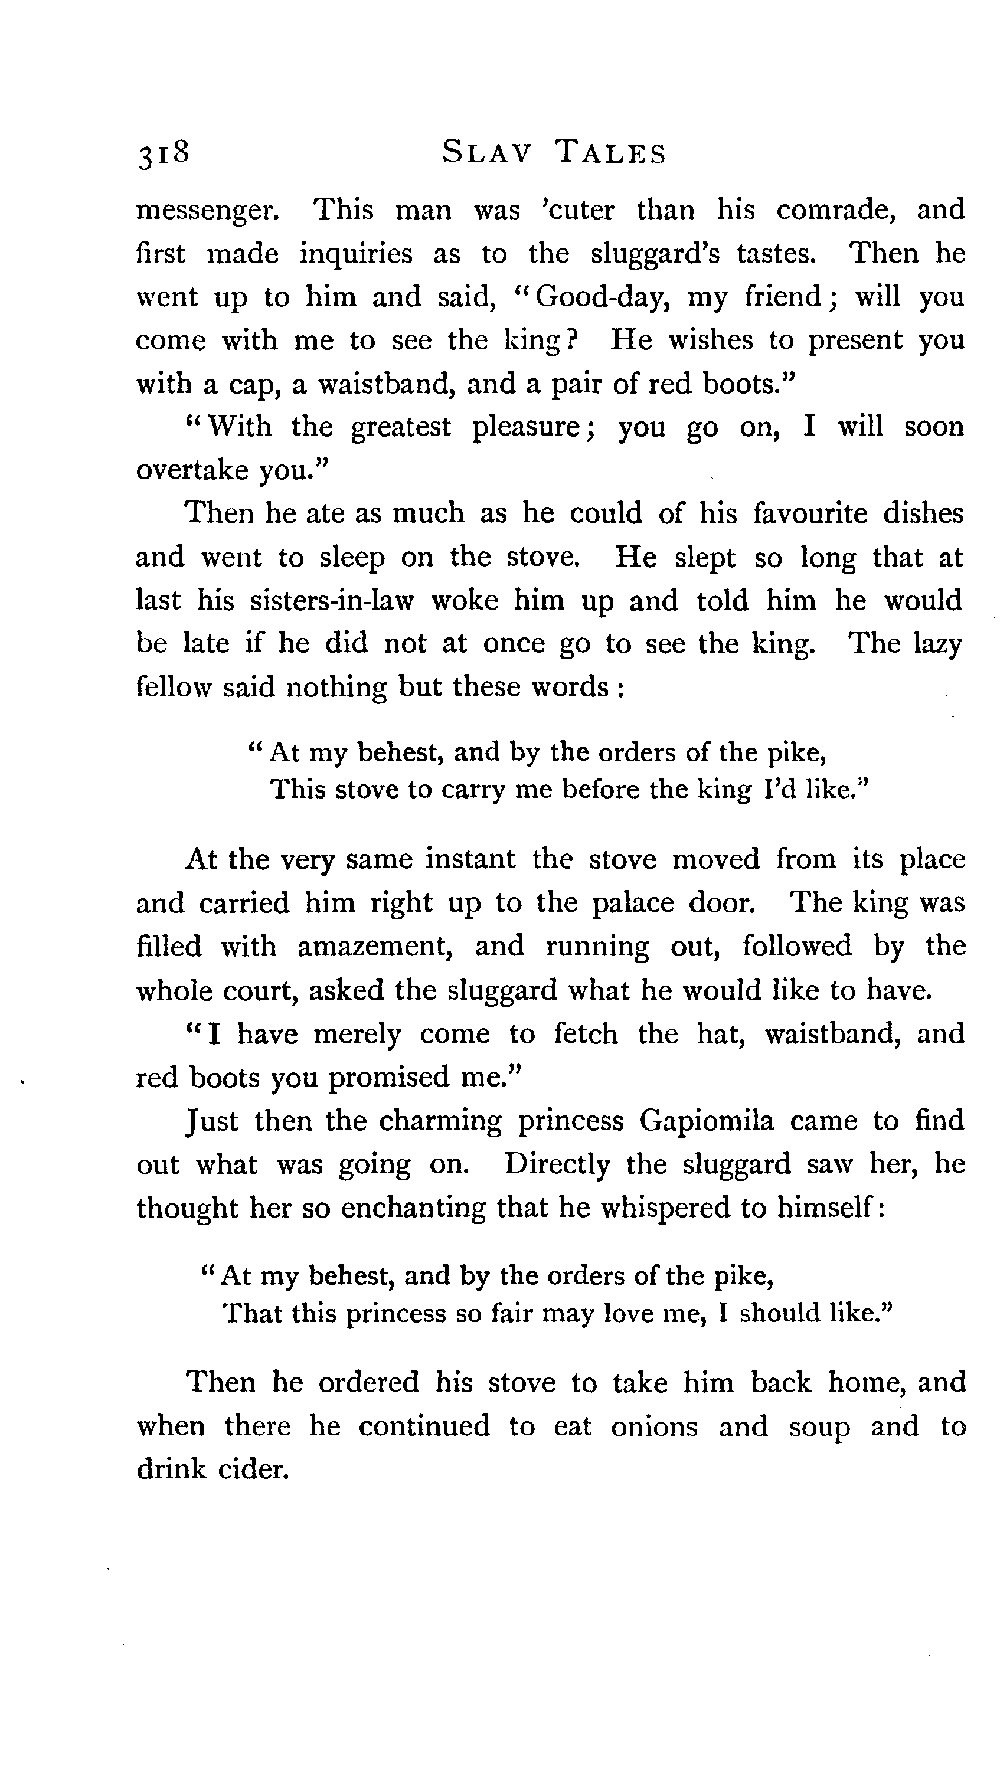 318 SLAV TALES
messenger. This man was 'cuter than his comrade, and
first made inquiries as to the sluggard's tastes. Then he
went up to him and said, "Good-day, my friend; will you
come with me to see the king? He wishes to present you
with a cap, a waistband, and a pair of red boots."
"With the greatest pleasure; you go on, I will soon
overtake you."
Then he ate as much as he could of his favourite dishes
and went to sleep on the stove. He slept so long that at
last his sisters-in-law woke him up and told him he would
be late if he did not at once go to see the king. The lazy
fellow said nothing but these words:
"At my behest, and by the orders of the pike,
This stove to carry me before the king I'd like."
At the very same instant the stove moved from its place
and carried him right up to the palace door. The king was
filled with amazement, and running out, followed by the
whole court, asked the sluggard what he would like to have.
"I have merely come to fetch the hat, waistband, and
red boots you promised me."
Just then the charming princess Gapiomila came to find
out what was going on. Directly the sluggard saw her, he
thought her so enchanting that he whispered to himself:
"At my behest, and by the orders of the pike,
That this princess so fair may love me, I should like."
Then he ordered his stove to take him back home, and
when there he continued to eat onions and soup and to
drink cider.